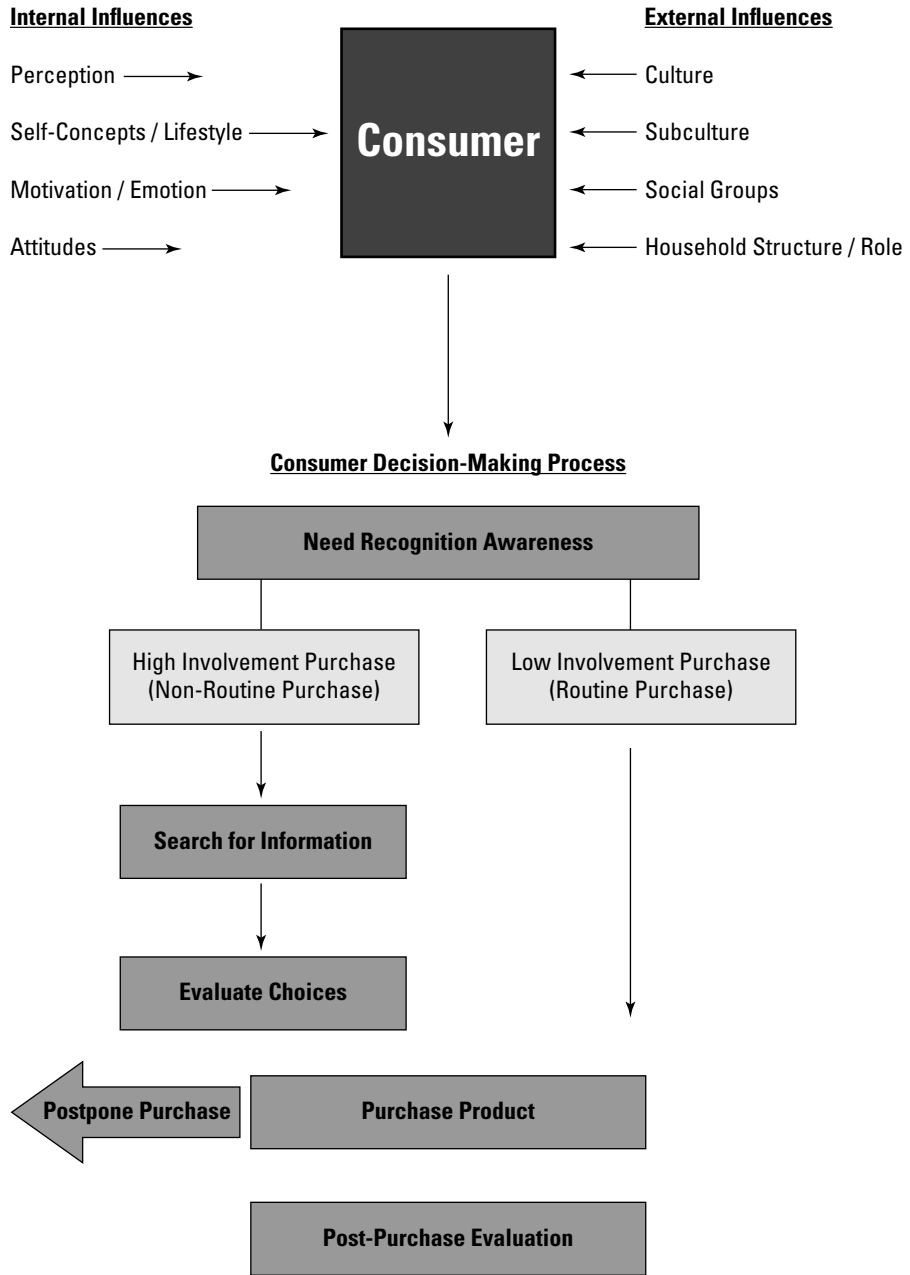 Internal Influences
External Influences
Perception
Culture
Self-Concepts / Lifestyle
Consumer
Subculture
Motivation / Emotion
Social Groups
Attitudes
Household Structure / Role
Consumer Decision-Making Process
Need Recognition Awareness
High Involvement Purchase
(Non-Routine Purchase)
Low Involvement Purchase
(Routine Purchase)
Search for Information
Evaluate Choices
Postpone Purchase
Purchase Product
Post-Purchase Evaluation